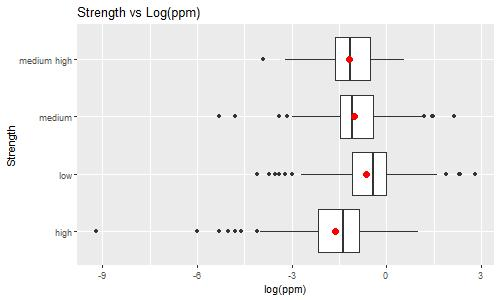 Strength vs Log(ppm)
medium high
medium
low
high
Strength
-9 -6 -3 0 3
log(ppm)